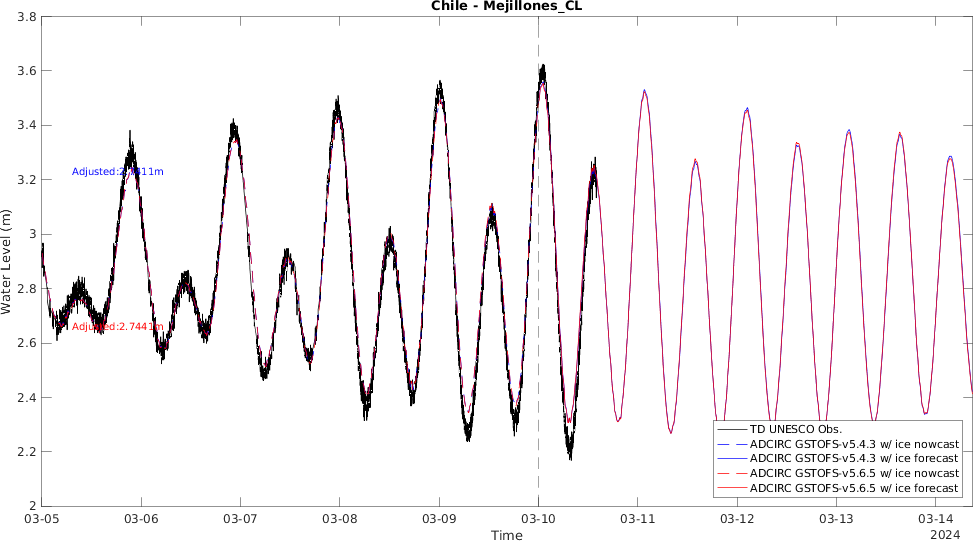 Chile - Mejillones_CL
3.8
3.6
3.4
3.2
3
2.8
2.6
2.4
2.2
2
Water Level (m)
Adjusted:2.7411m
Adjusted:2.7441m
TD UNESCO Obs.
ADCIRC GSTOFS-v5.4.3 w/ ice nowcast
ADCIRC GSTOFS-v5.4.3 w/ ice forecast
ADCIRC GSTOFS-v5.6.5 w/ ice nowcast
ADCIRC GSTOFS-v5.6.5 w/ ice forecast
03-05 03-06 03-07 03-08 03-09 03-10 03-11 03-12 03-13 03-14
Time
2024